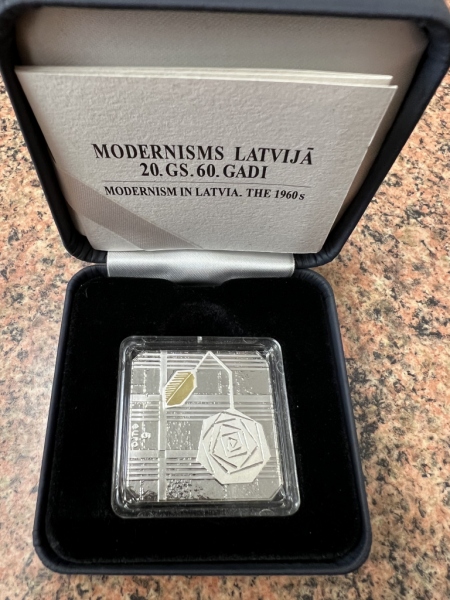 MODERNISMS LATVIJĀ
20. GS. 60. GADI
MODERNISM IN LATVIA. THE 1960s